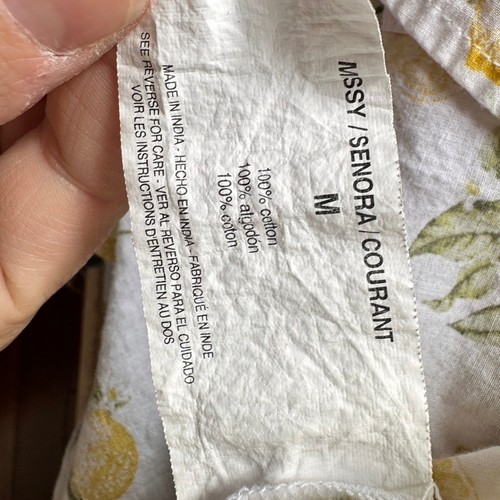 MSSY / SENORA / COURANT
M
100% cotton
100% algodón
100% coton
MADE IN INDIA - HECHO EN INDIA - FABRIQUÉ EN INDE
SEE REVERSE FOR CARE - VER AL REVERSO PARA EL CUIDADO
VOIR LES INSTRUCTIONS D'ENTRETIEN AU DOS